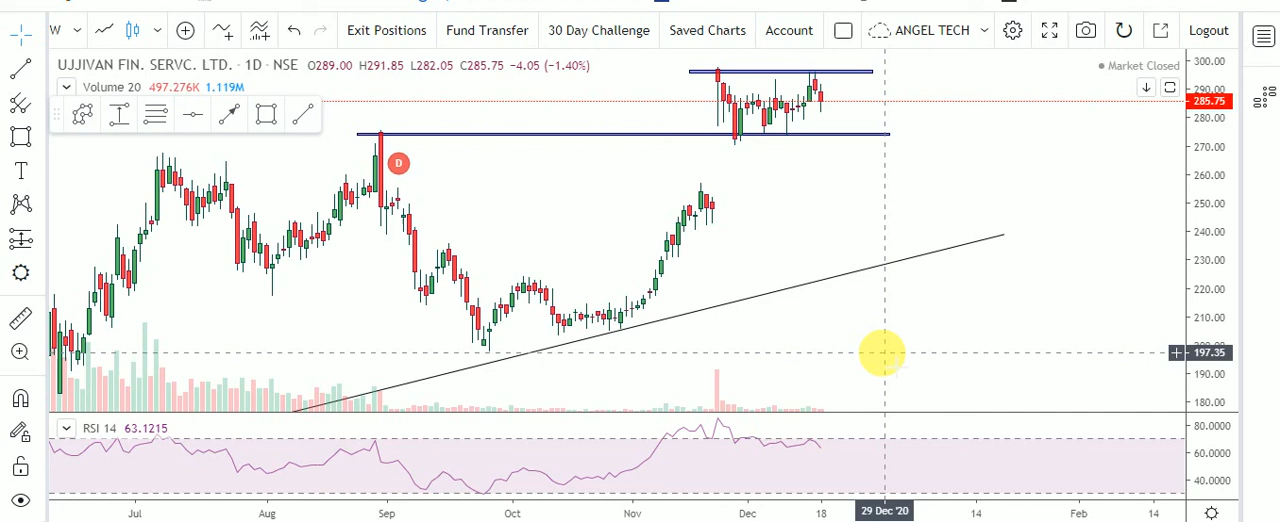 W Exit Positions Fund Transfer 30 Day Challenge Saved Charts Account ANGEL TECH Logout
UJJIVAN FIN. SERVC. LTD. · 1D · NSE O289.00 H291.85 L282.05 C285.75 −4.05 (−1.40%)
Market Closed
300.00
Volume 20 497.276K 1.119M
290.00
285.75
280.00
270.00
D
260.00
250.00
240.00
230.00
220.00
210.00
200.00
197.35
190.00
180.00
RSI 14 63.1215
80.0000
60.0000
40.0000
Jul Aug Sep Oct Nov Dec 18 29 Dec '20 14 Feb 14